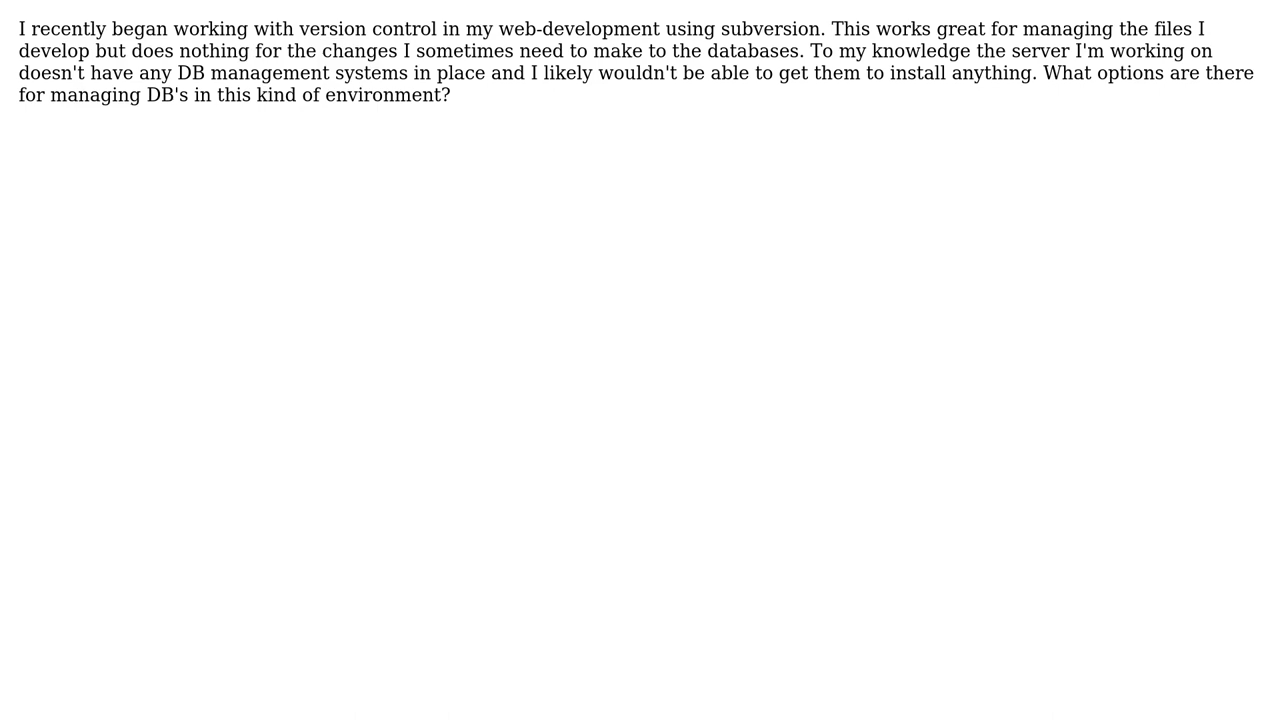 I recently began working with version control in my web-development using subversion. This works great for managing the files I
develop but does nothing for the changes I sometimes need to make to the databases. To my knowledge the server I'm working on
doesn't have any DB management systems in place and I likely wouldn't be able to get them to install anything. What options are there
for managing DB's in this kind of environment?